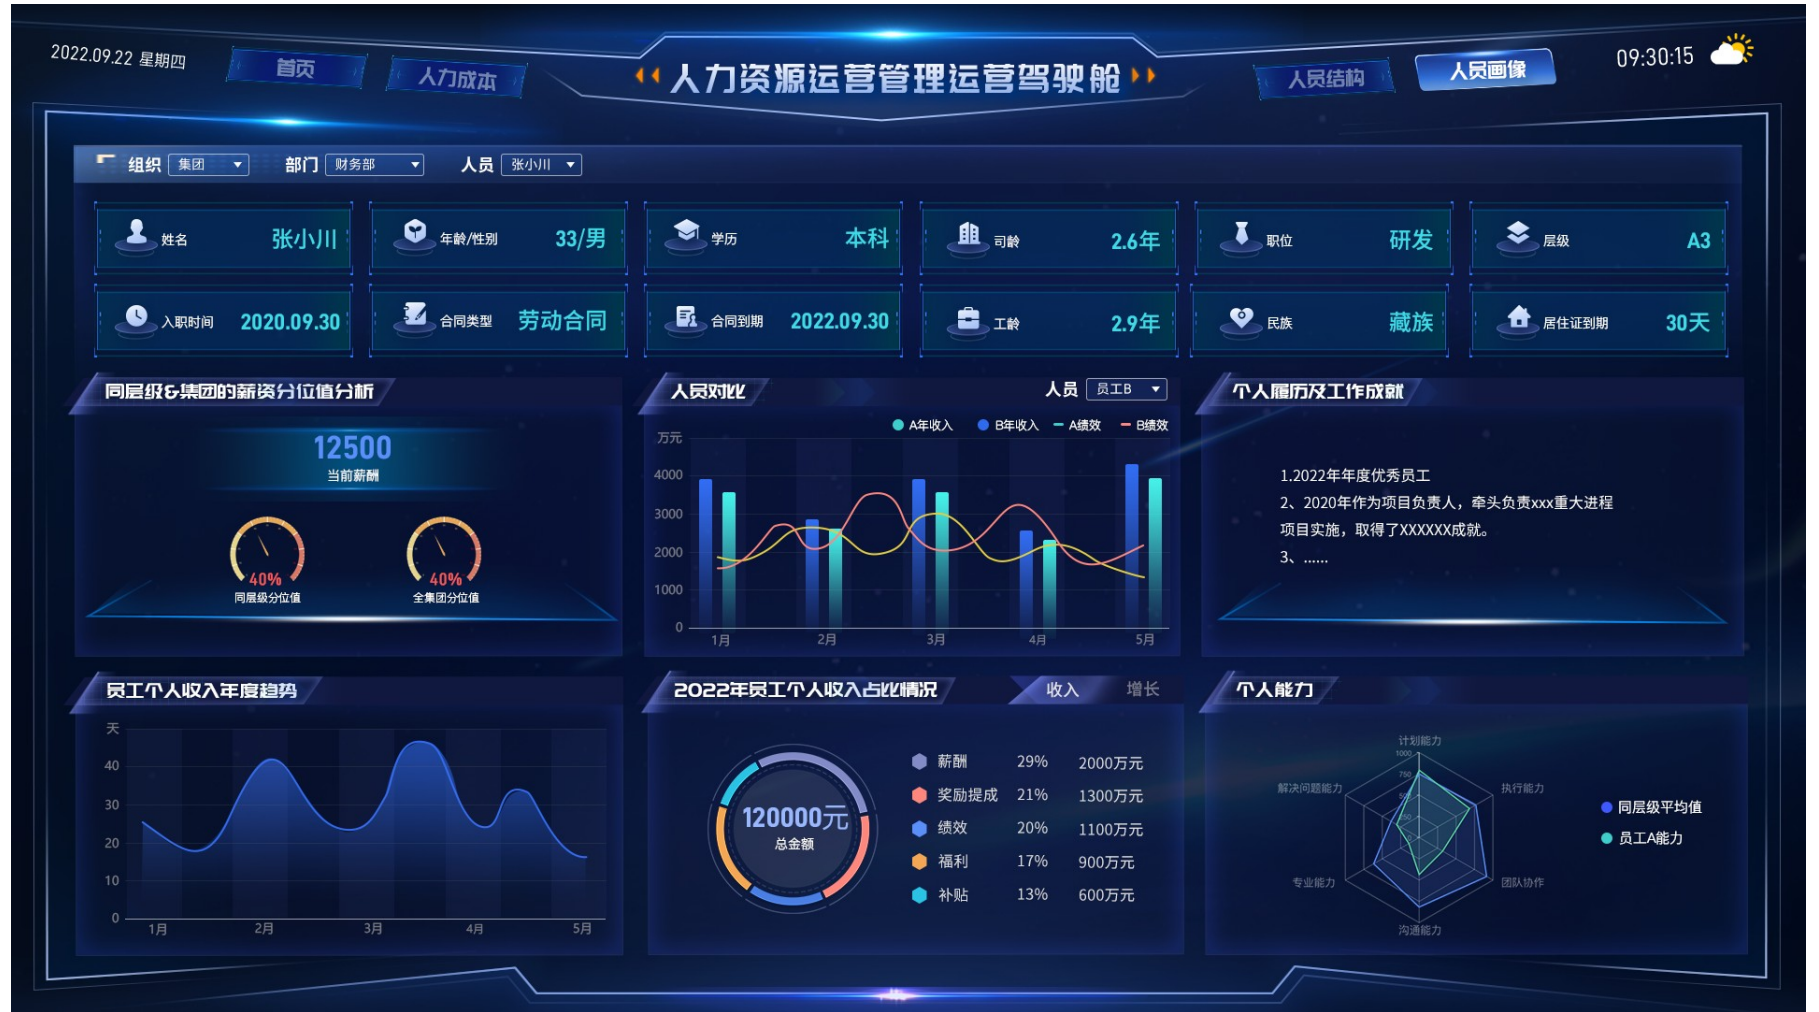 2022.09.22 星期四
首页
人力成本
人力资源运营管理运营驾驶舱
人员结构
人员画像
09:30:15
组织 集团 部门 财务部 人员 张小川
姓名 张小川
年龄/性别 33/男
学历 本科
司龄 2.6年
职位 研发
层级 A3
入职时间 2020.09.30
合同类型 劳动合同
合同到期 2022.09.30
工龄 2.9年
民族 藏族
居住证到期 30天
同层级&集团的薪资分位值分析
12500
当前薪酬
40% 40%
同层级分位值 全集团分位值
人员对比
人员 员工B
A年收入 B年收入 A绩效 B绩效
万元
4000
3000
2000
1000
0
1月 2月 3月 4月 5月
个人履历及工作成就
1.2022年年度优秀员工
2、2020年作为项目负责人，牵头负责xxx重大进程
项目实施，取得了XXXXXX成就。
3、......
员工个人收入年度趋势
天
40
30
20
10
0
1月 2月 3月 4月 5月
2022年员工个人收入占比情况
收入 增长
120000元
总金额
薪酬 29% 2000万元
奖励提成 21% 1300万元
绩效 20% 1100万元
福利 17% 900万元
补贴 13% 600万元
个人能力
计划能力
1000
750
解决问题能力
执行能力
专业能力
团队协作
沟通能力
同层级平均值
员工A能力